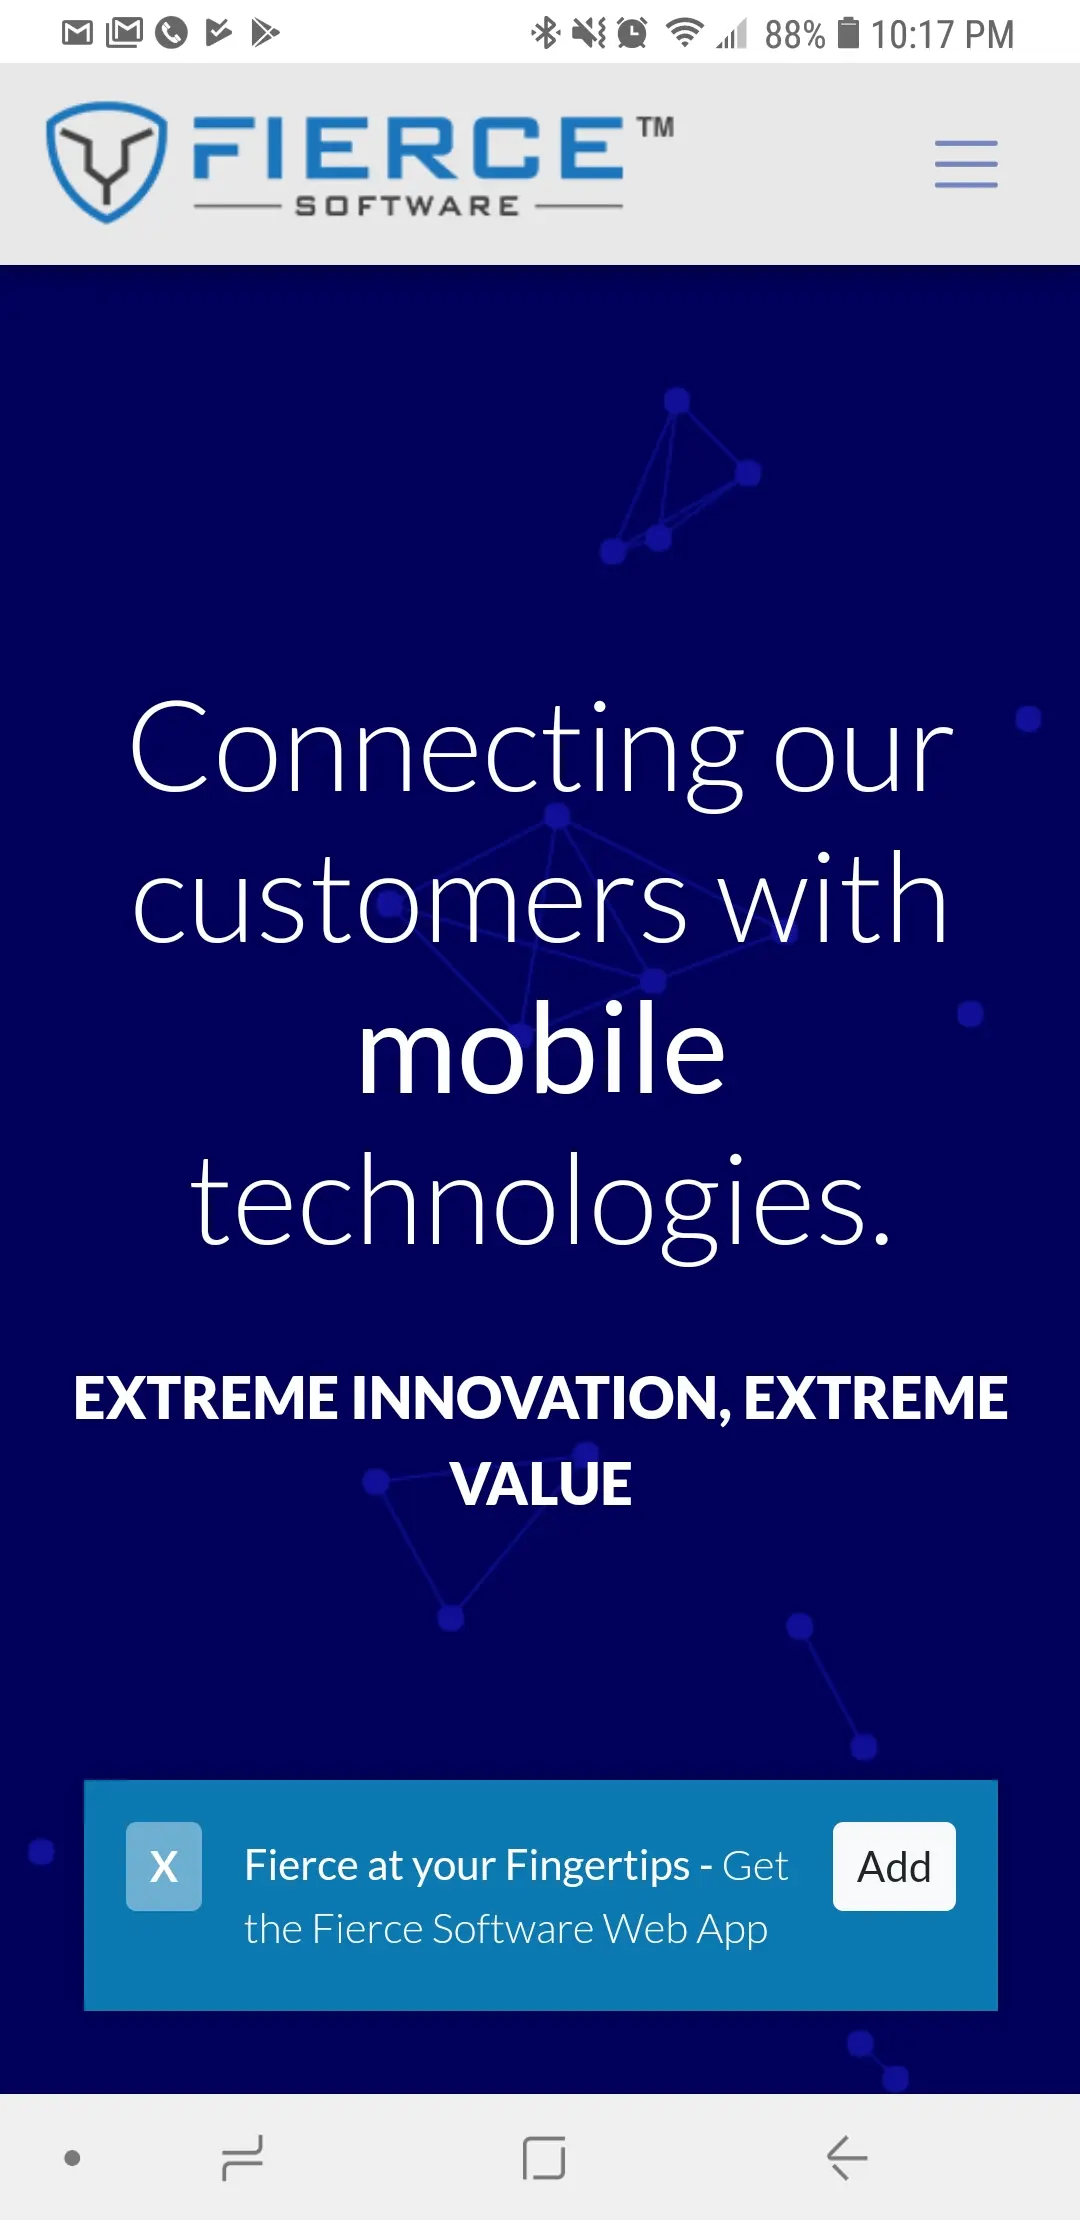 88% 10:17 PM
FIERCE™
SOFTWARE
Connecting our
customers with
mobile
technologies.
EXTREME INNOVATION, EXTREME
VALUE
X
Fierce at your Fingertips - Get
the Fierce Software Web App
Add